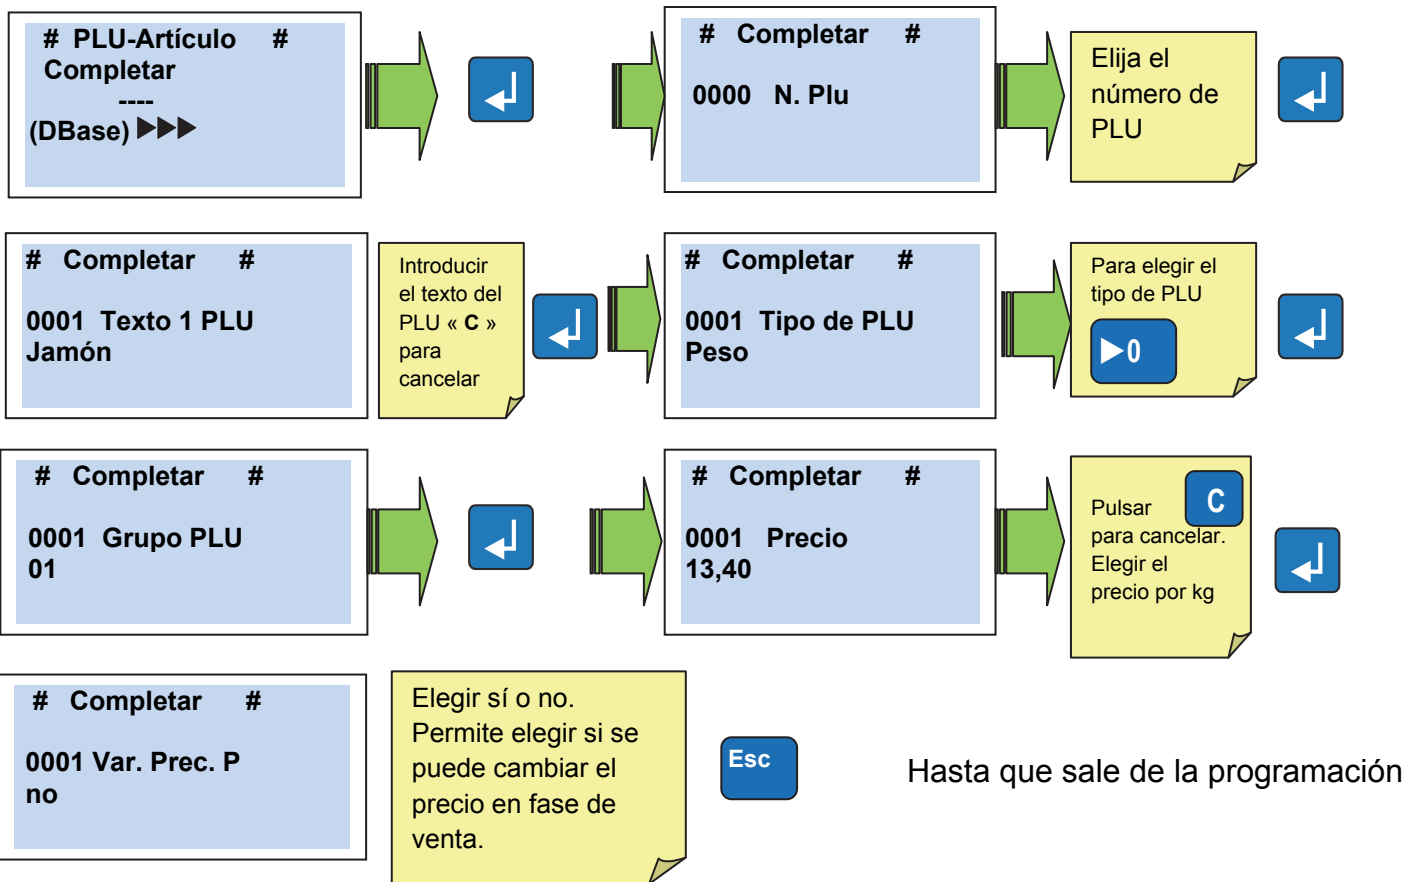 # PLU-Artículo #
Completar
----
(DBase) ▶▶▶
# Completar #
0000 N. Plu
Elija el
número de
PLU
# Completar #
0001 Texto 1 PLU
Jamón
Introducir
el texto del
PLU « C »
para
cancelar
# Completar #
0001 Tipo de PLU
Peso
Para elegir el
tipo de PLU
▶0
# Completar #
0001 Grupo PLU
01
# Completar #
0001 Precio
13,40
Pulsar C
para cancelar.
Elegir el
precio por kg
# Completar #
0001 Var. Prec. P
no
Elegir sí o no.
Permite elegir si se
puede cambiar el
precio en fase de
venta.
Esc
Hasta que sale de la programación